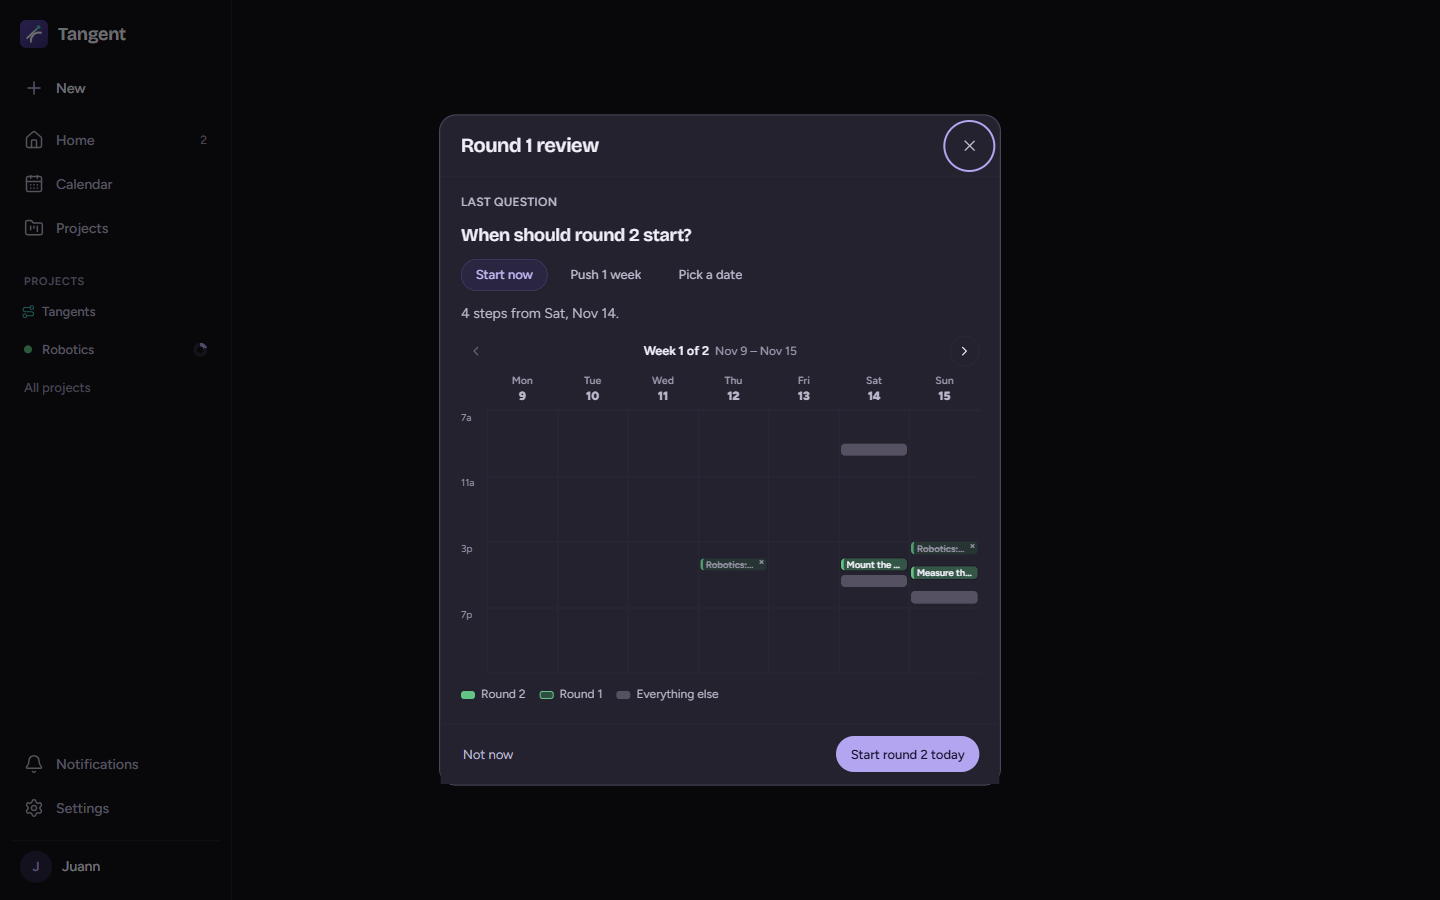 Tangent
New
Home 2
Calendar
Projects
PROJECTS
Tangents
Robotics
All projects
Notifications
Settings
J Juann
Round 1 review
LAST QUESTION
When should round 2 start?
Start now Push 1 week Pick a date
4 steps from Sat, Nov 14.
Week 1 of 2 Nov 9 – Nov 15
Mon Tue Wed Thu Fri Sat Sun
9 10 11 12 13 14 15
7a
11a
3p
Robotics:... ×
Robotics:... ×
Mount the ...
Measure th...
7p
Round 2 Round 1 Everything else
Not now Start round 2 today